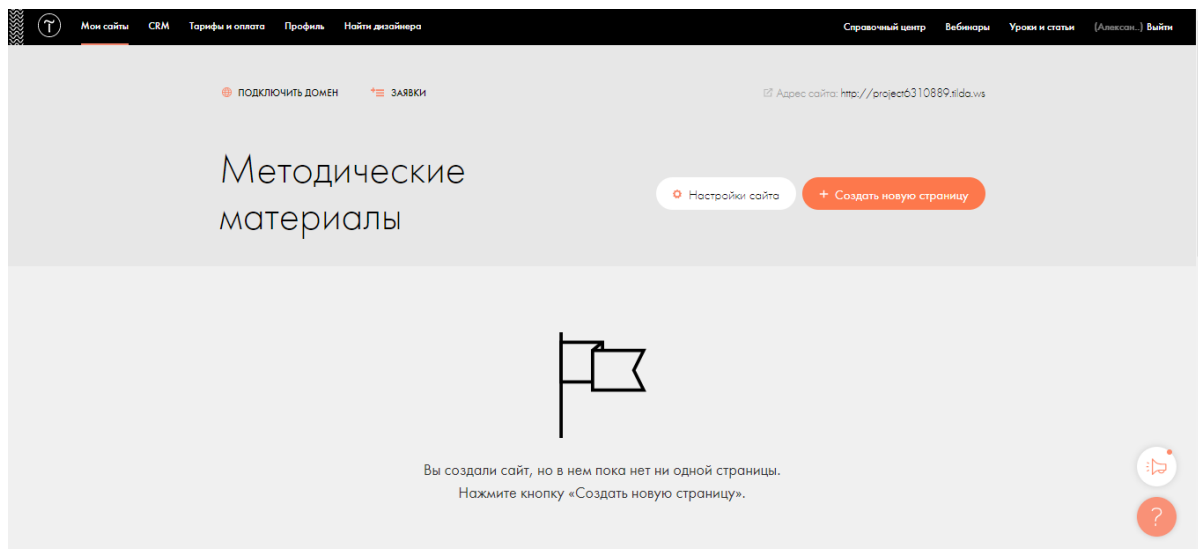 Мои сайты CRM Тарифы и оплата Профиль Найти дизайнера Справочный центр Вебинары Уроки и статьи (Алексан..) Выйти
ПОДКЛЮЧИТЬ ДОМЕН ЗАЯВКИ Адрес сайта: http://project6310889.tilda.ws
Методические
материалы
Настройки сайта + Создать новую страницу
Вы создали сайт, но в нем пока нет ни одной страницы.
Нажмите кнопку «Создать новую страницу».
?